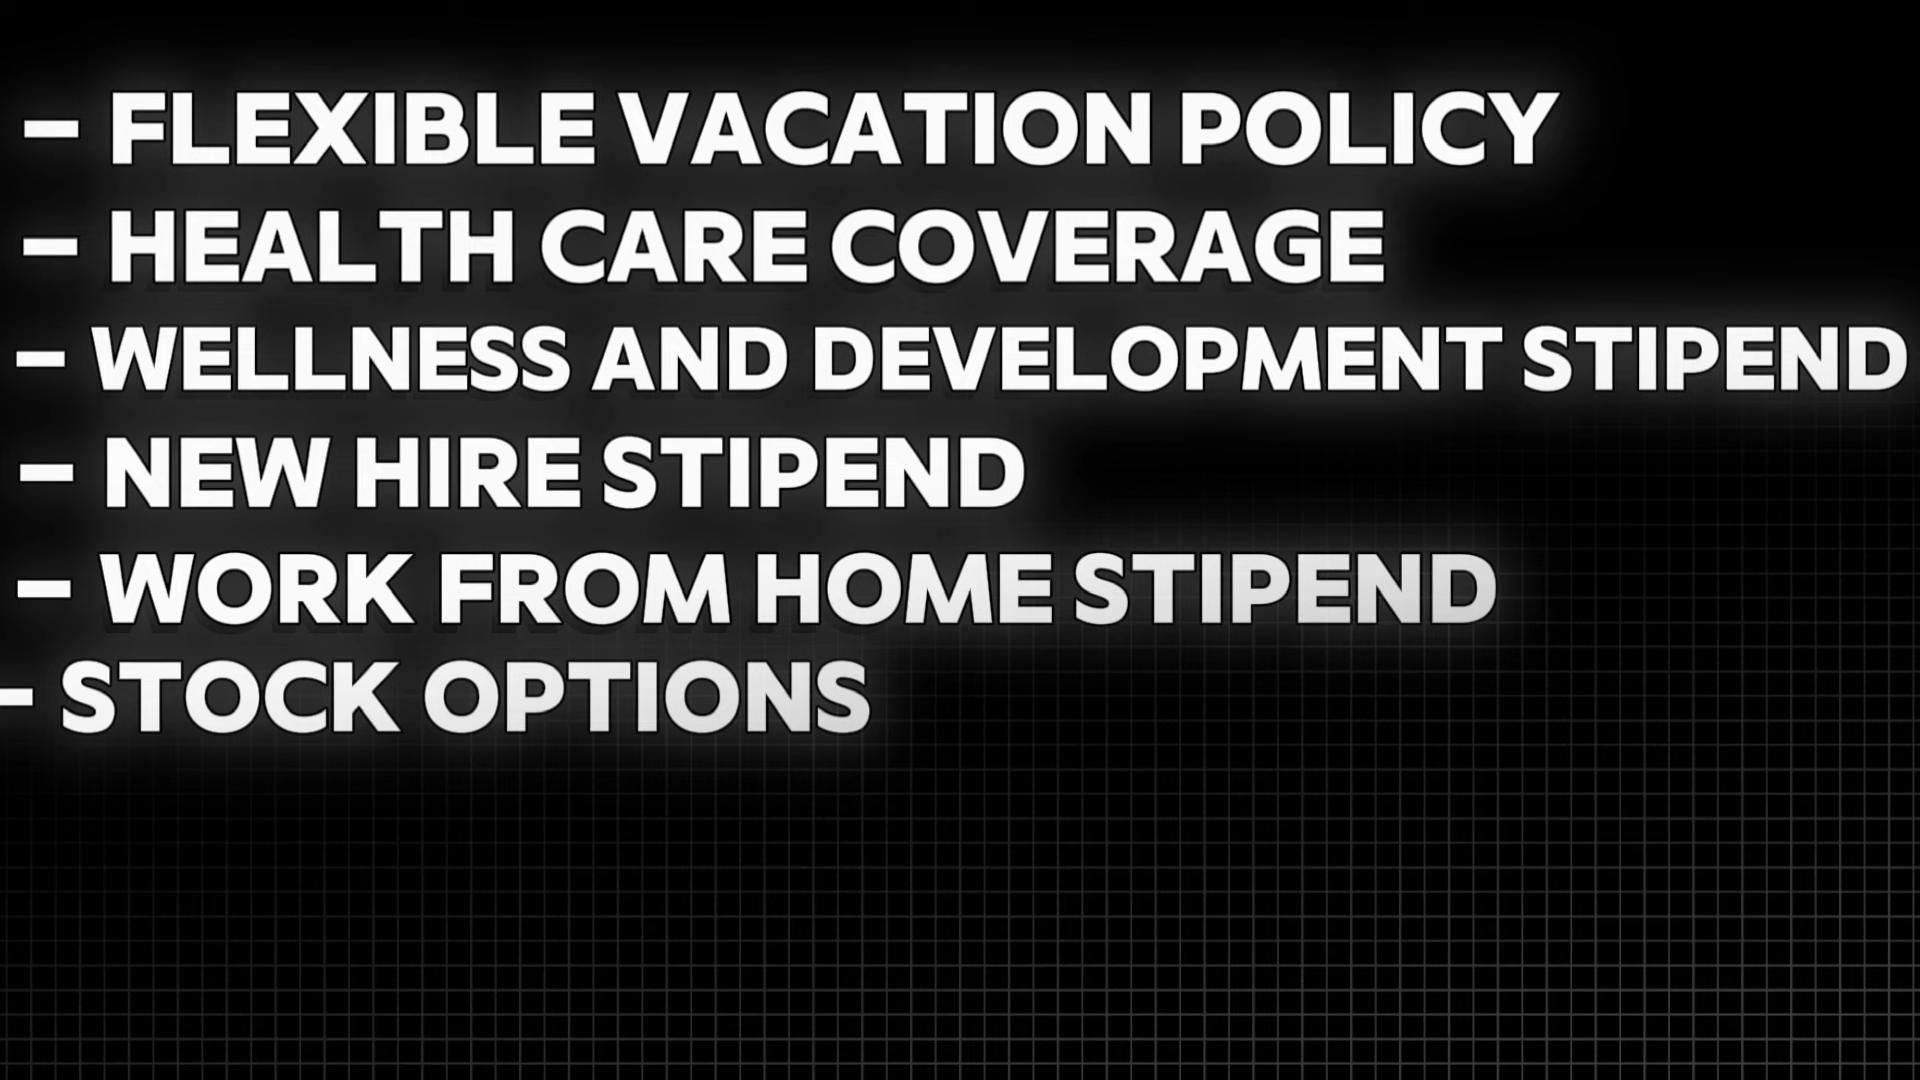 – FLEXIBLE VACATION POLICY
– HEALTH CARE COVERAGE
– WELLNESS AND DEVELOPMENT STIPEND
– NEW HIRE STIPEND
– WORK FROM HOME STIPEND
– STOCK OPTIONS